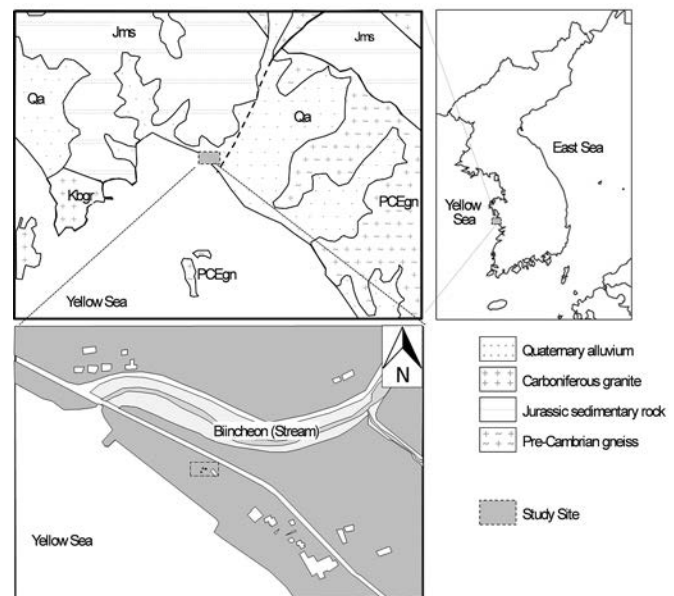 Jms
Jms
Qa
Qa
Kbgr
PCEgn
PCEgn
Yellow Sea
East Sea
Yellow
Sea
N
Biincheon (Stream)
Yellow Sea
Quaternary alluvium
Carboniferous granite
Jurassic sedimentary rock
Pre-Cambrian gneiss
Study Site